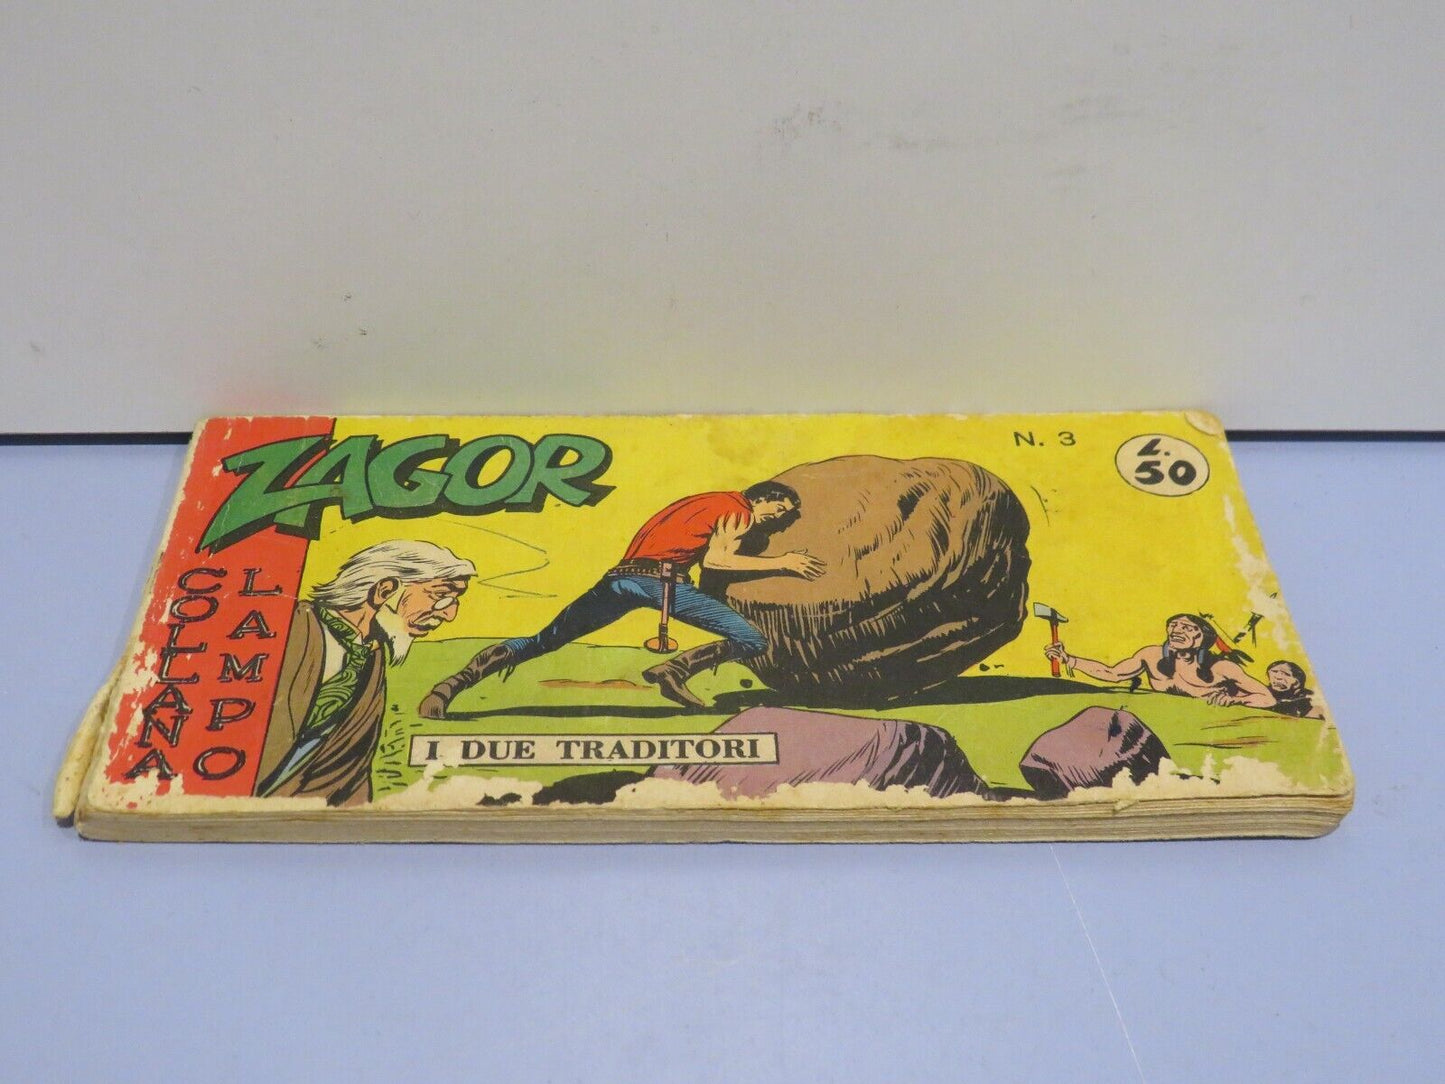 ZAGOR
N. 3
L.
50
COLLANA
LAMPO
I DUE TRADITORI